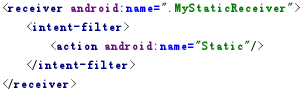 <receiver android:name=".MyStaticReceiver">
    <intent-filter>
        <action android:name="Static"/>
    </intent-filter>
</receiver>